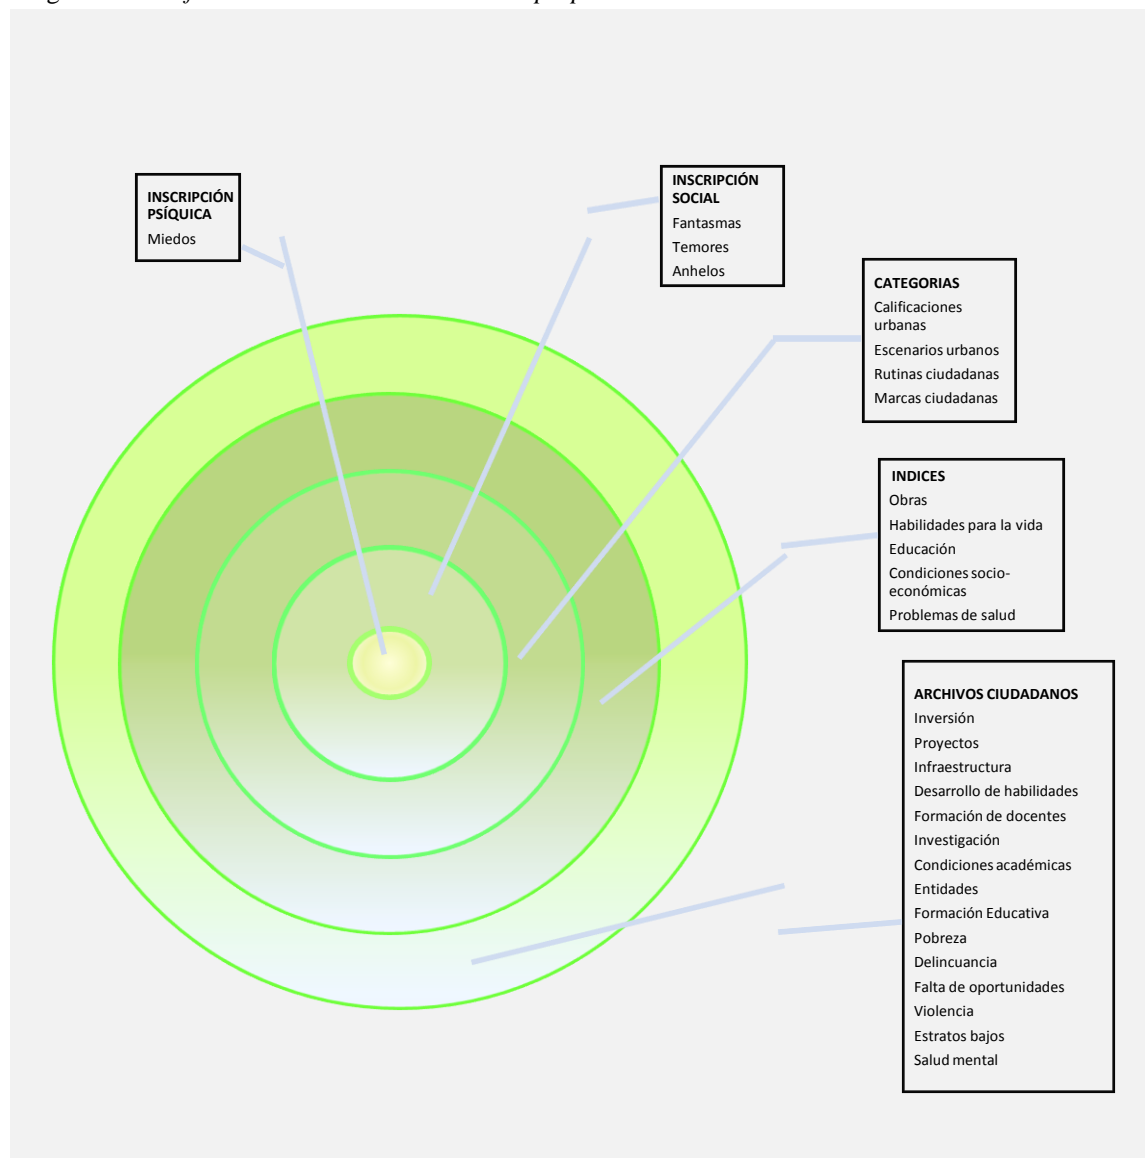 INSCRIPCIÓN
PSÍQUICA
Miedos
INSCRIPCIÓN
SOCIAL
Fantasmas
Temores
Anhelos
CATEGORIAS
Calificaciones
urbanas
Escenarios urbanos
Rutinas ciudadanas
Marcas ciudadanas
INDICES
Obras
Habilidades para la vida
Educación
Condiciones socio-
económicas
Problemas de salud
ARCHIVOS CIUDADANOS
Inversión
Proyectos
Infraestructura
Desarrollo de habilidades
Formación de docentes
Investigación
Condiciones académicas
Entidades
Formación Educativa
Pobreza
Delincuancia
Falta de oportunidades
Violencia
Estratos bajos
Salud mental